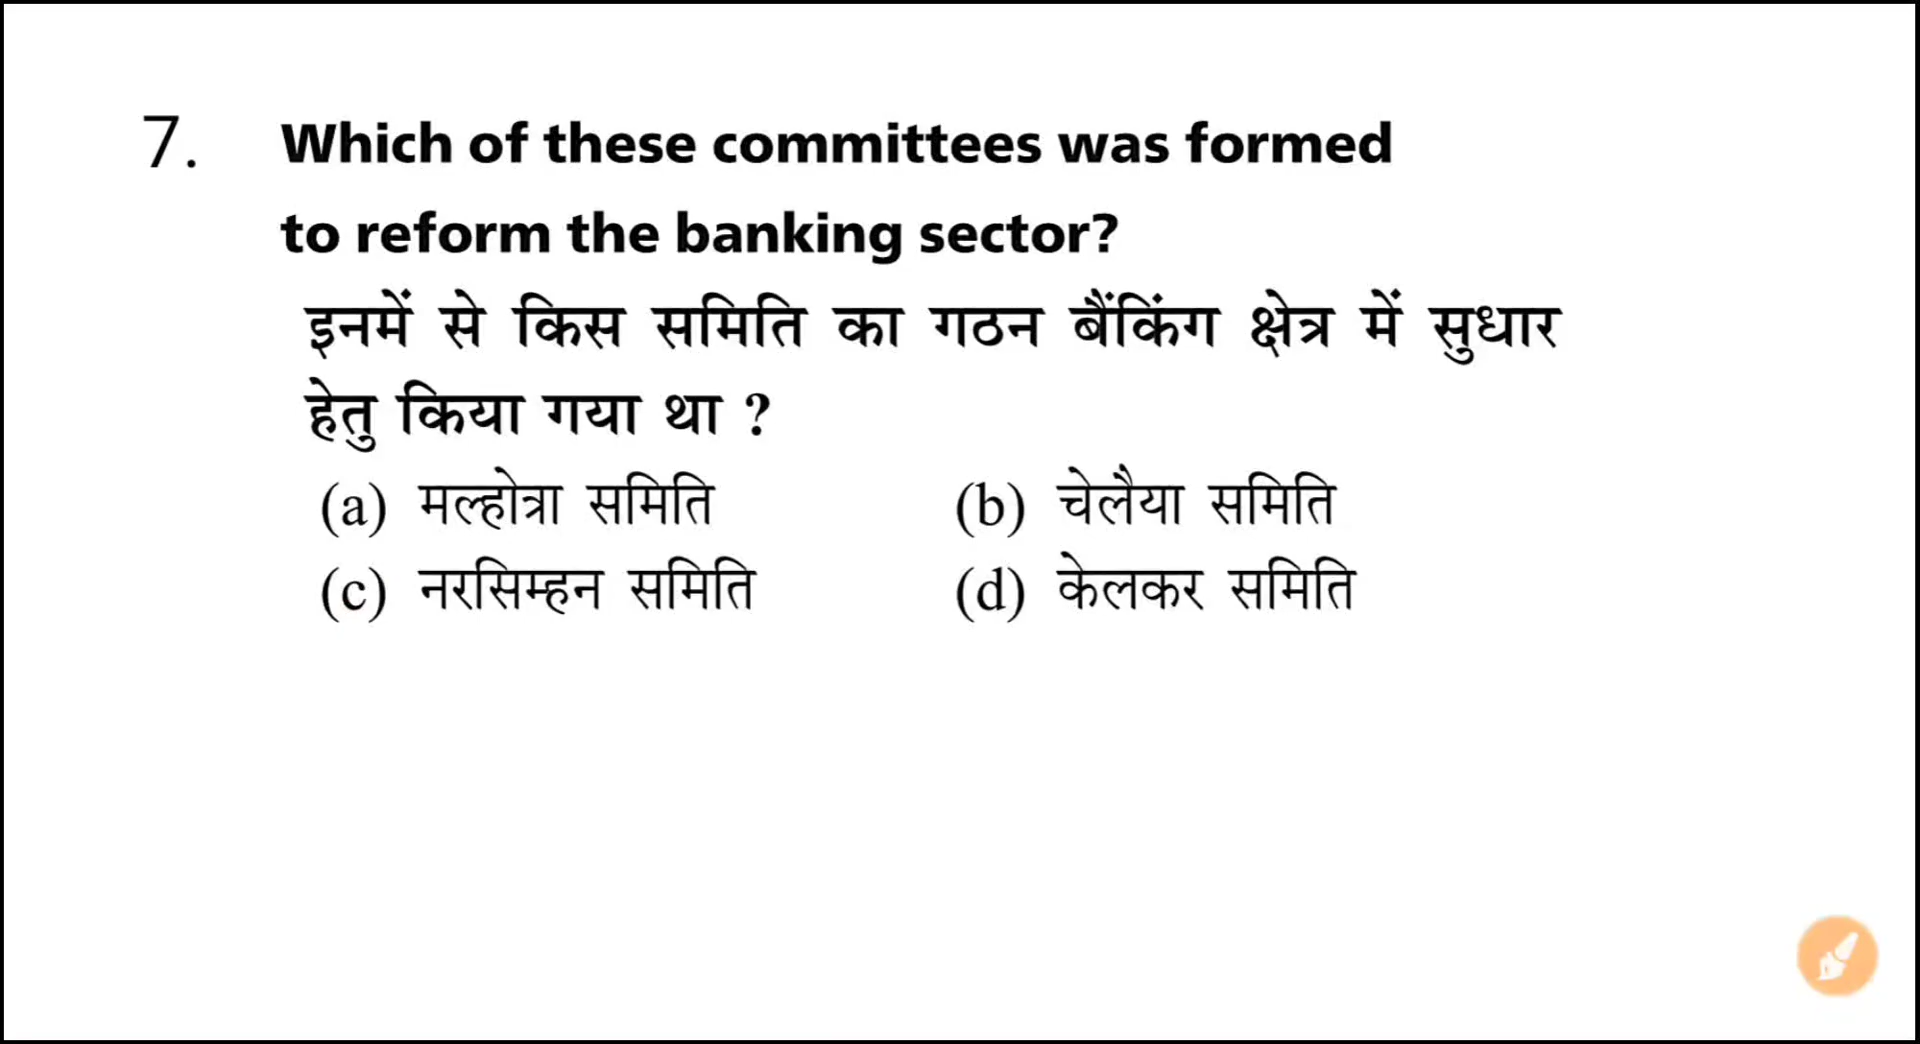 7. Which of these committees was formed
to reform the banking sector?
इनमें से किस समिति का गठन बैंकिंग क्षेत्र में सुधार
हेतु किया गया था ?
(a) मल्होत्रा समिति (b) चेलैया समिति
(c) नरसिम्हन समिति (d) केलकर समिति